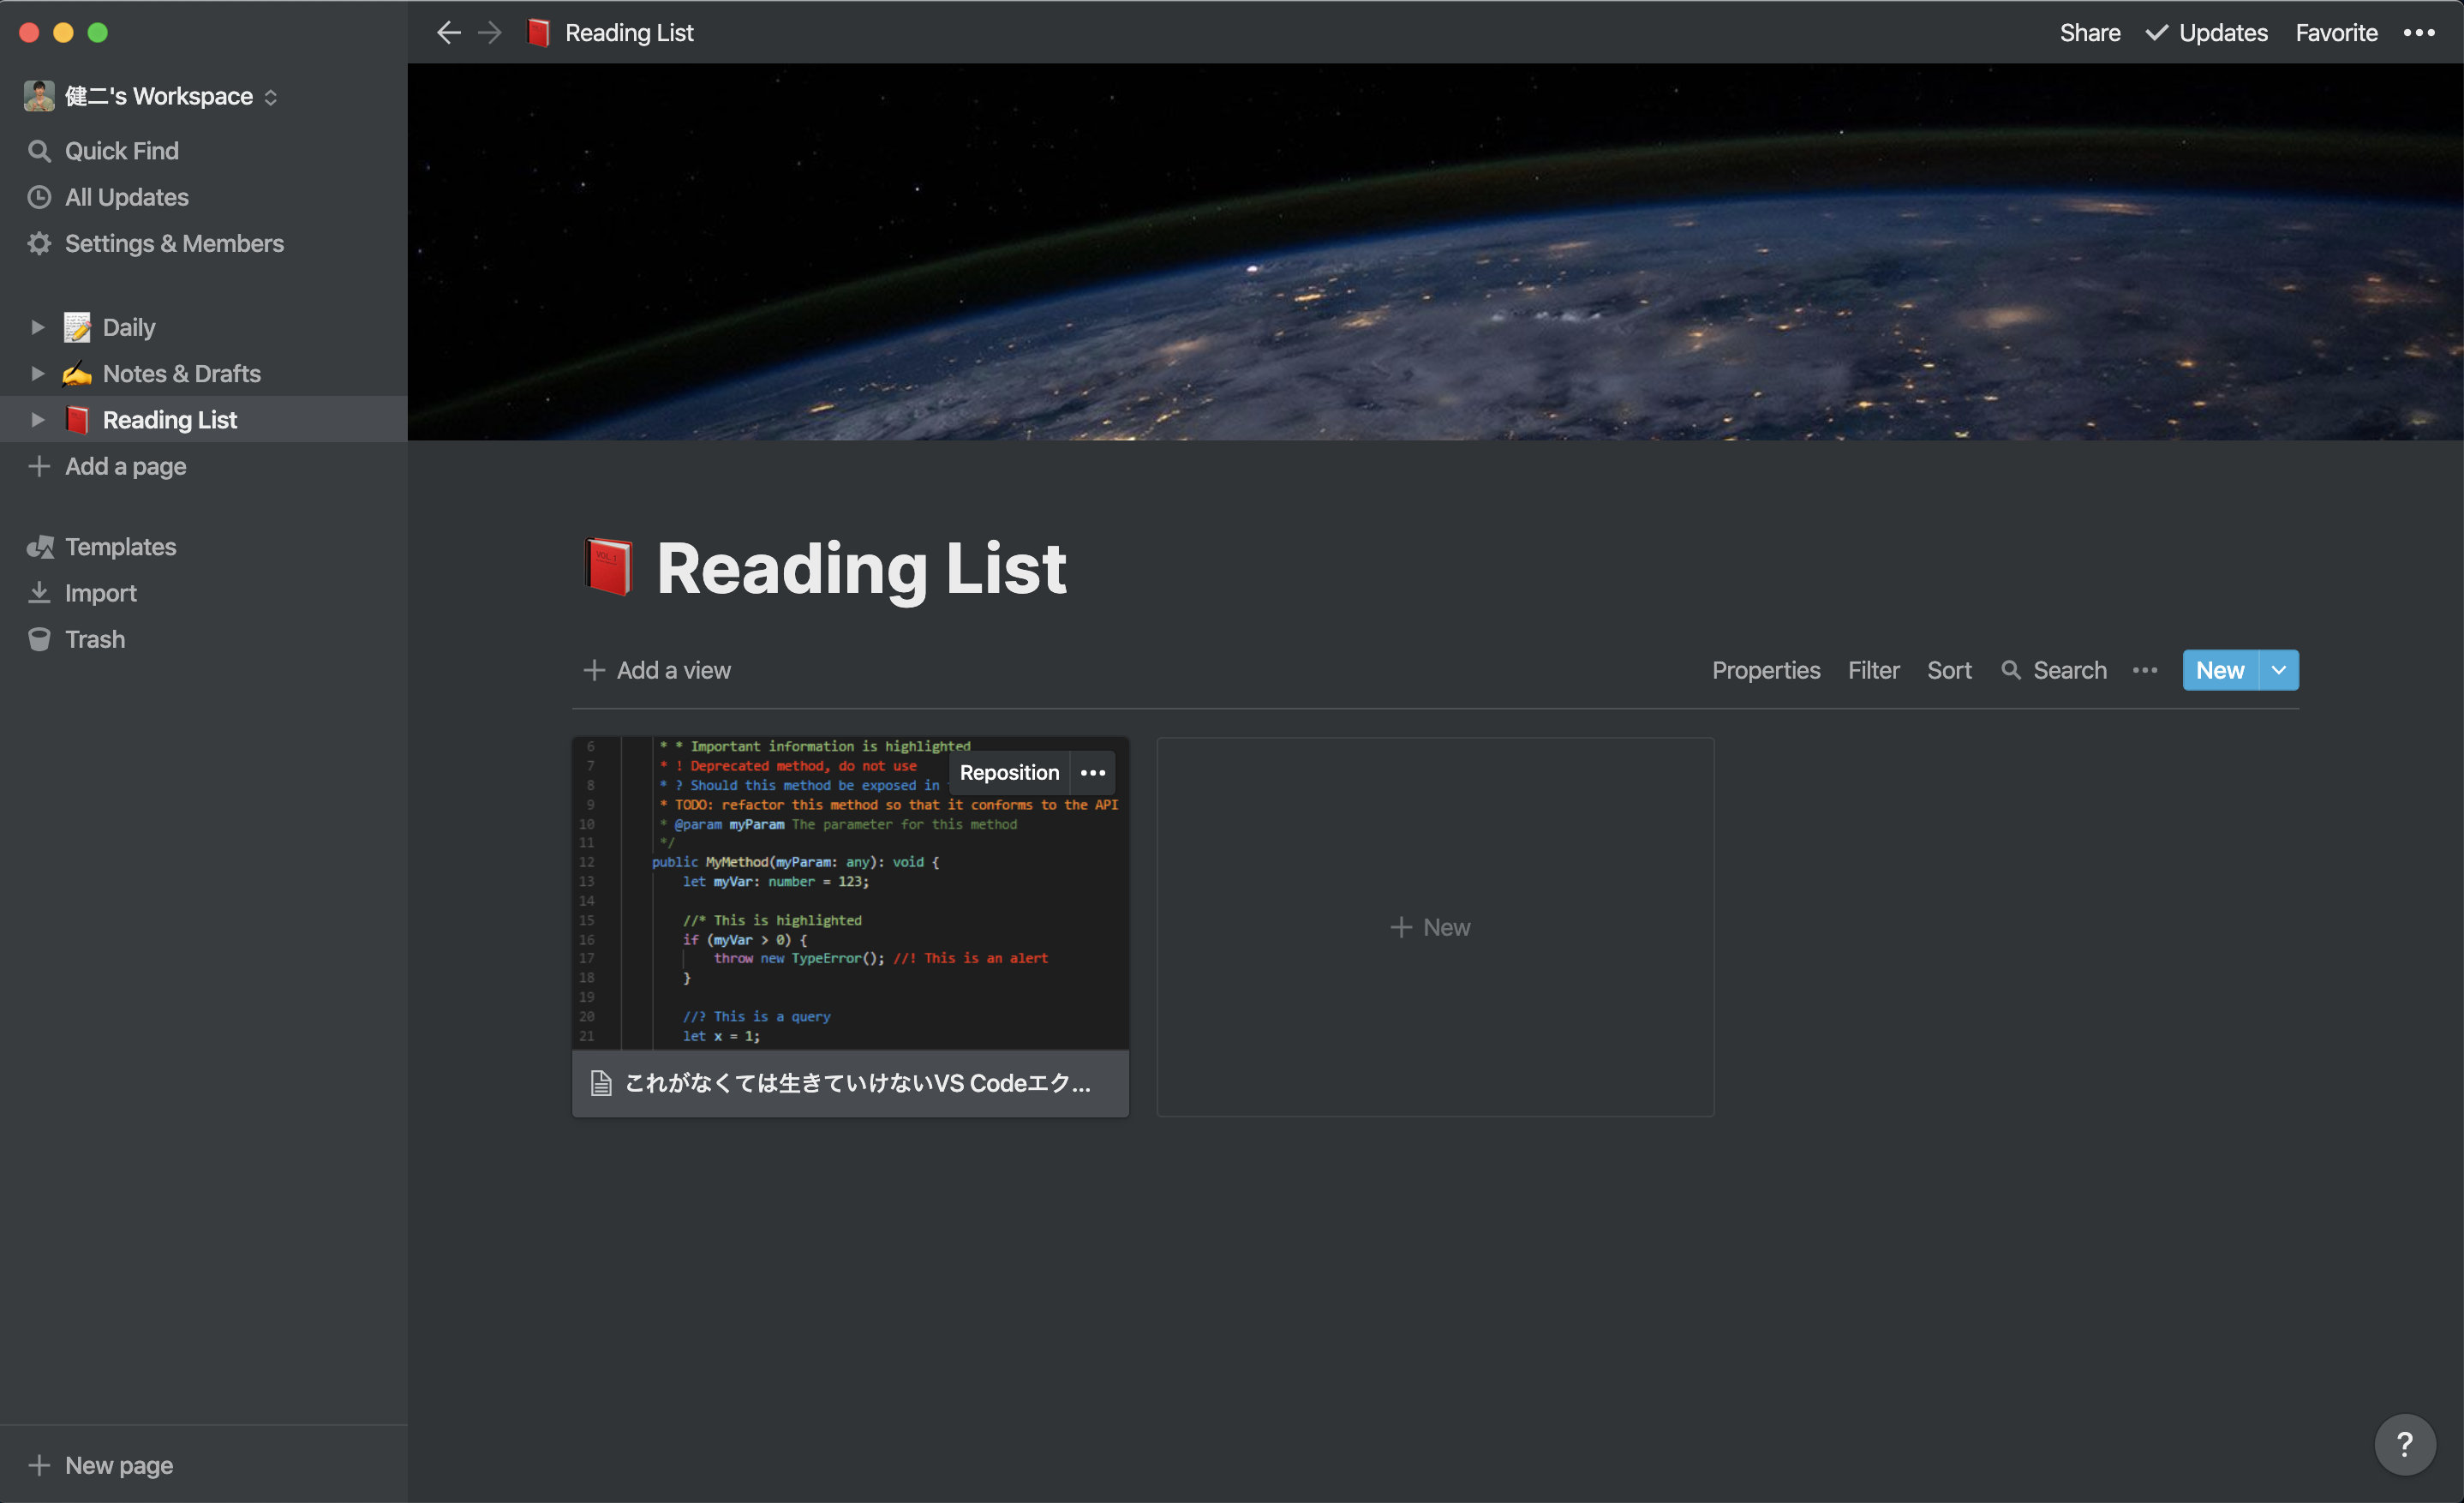 Reading List
Share
Updates
Favorite
健二's Workspace
Quick Find
All Updates
Settings & Members
Daily
Notes & Drafts
Reading List
Add a page
Templates
Import
Trash
New page
VOL.1
Reading List
Add a view
Properties
Filter
Sort
Search
New
6 * * Important information is highlighted
7 * ! Deprecated method, do not use
8 * ? Should this method be exposed in
Reposition
9 * TODO: refactor this method so that it conforms to the API
10 * @param myParam The parameter for this method
11 */
12 public MyMethod(myParam: any): void {
13 let myVar: number = 123;
14
15 //* This is highlighted
16 if (myVar > 0) {
17 throw new TypeError(); //! This is an alert
18 }
19
20 //? This is a query
21 let x = 1;
これがなくては生きていけないVS Codeエク...
New
?